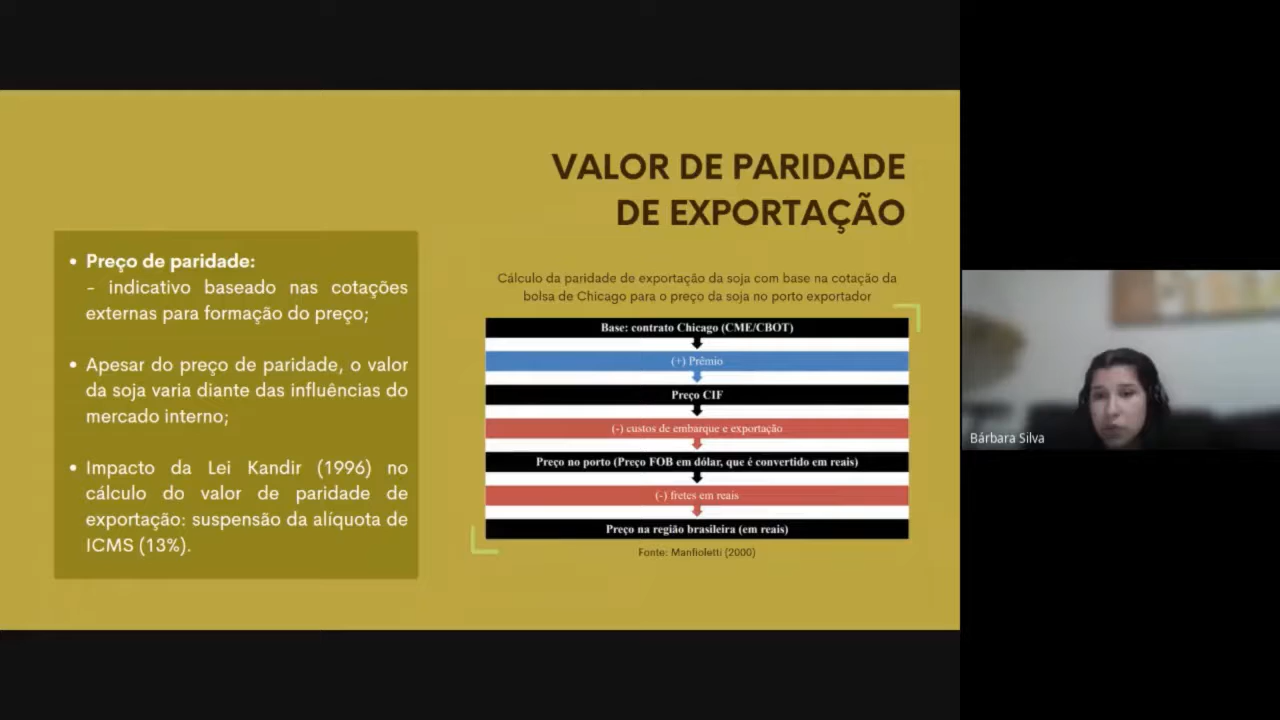 VALOR DE PARIDADE
DE EXPORTAÇÃO
• Preço de paridade:
- indicativo baseado nas cotações
externas para formação do preço;
• Apesar do preço de paridade, o valor
da soja varia diante das influências do
mercado interno;
• Impacto da Lei Kandir (1996) no
cálculo do valor de paridade de
exportação: suspensão da alíquota de
ICMS (13%).
Cálculo da paridade de exportação da soja com base na cotação da
bolsa de Chicago para o preço da soja no porto exportador
Base: contrato Chicago (CME/CBOT)
(+) Prêmio
Preço CIF
(-) custos de embarque e exportação
Preço no porto (Preço FOB em dólar, que é convertido em reais)
(-) fretes em reais
Preço na região brasileira (em reais)
Fonte: Manfioletti (2000)
Bárbara Silva